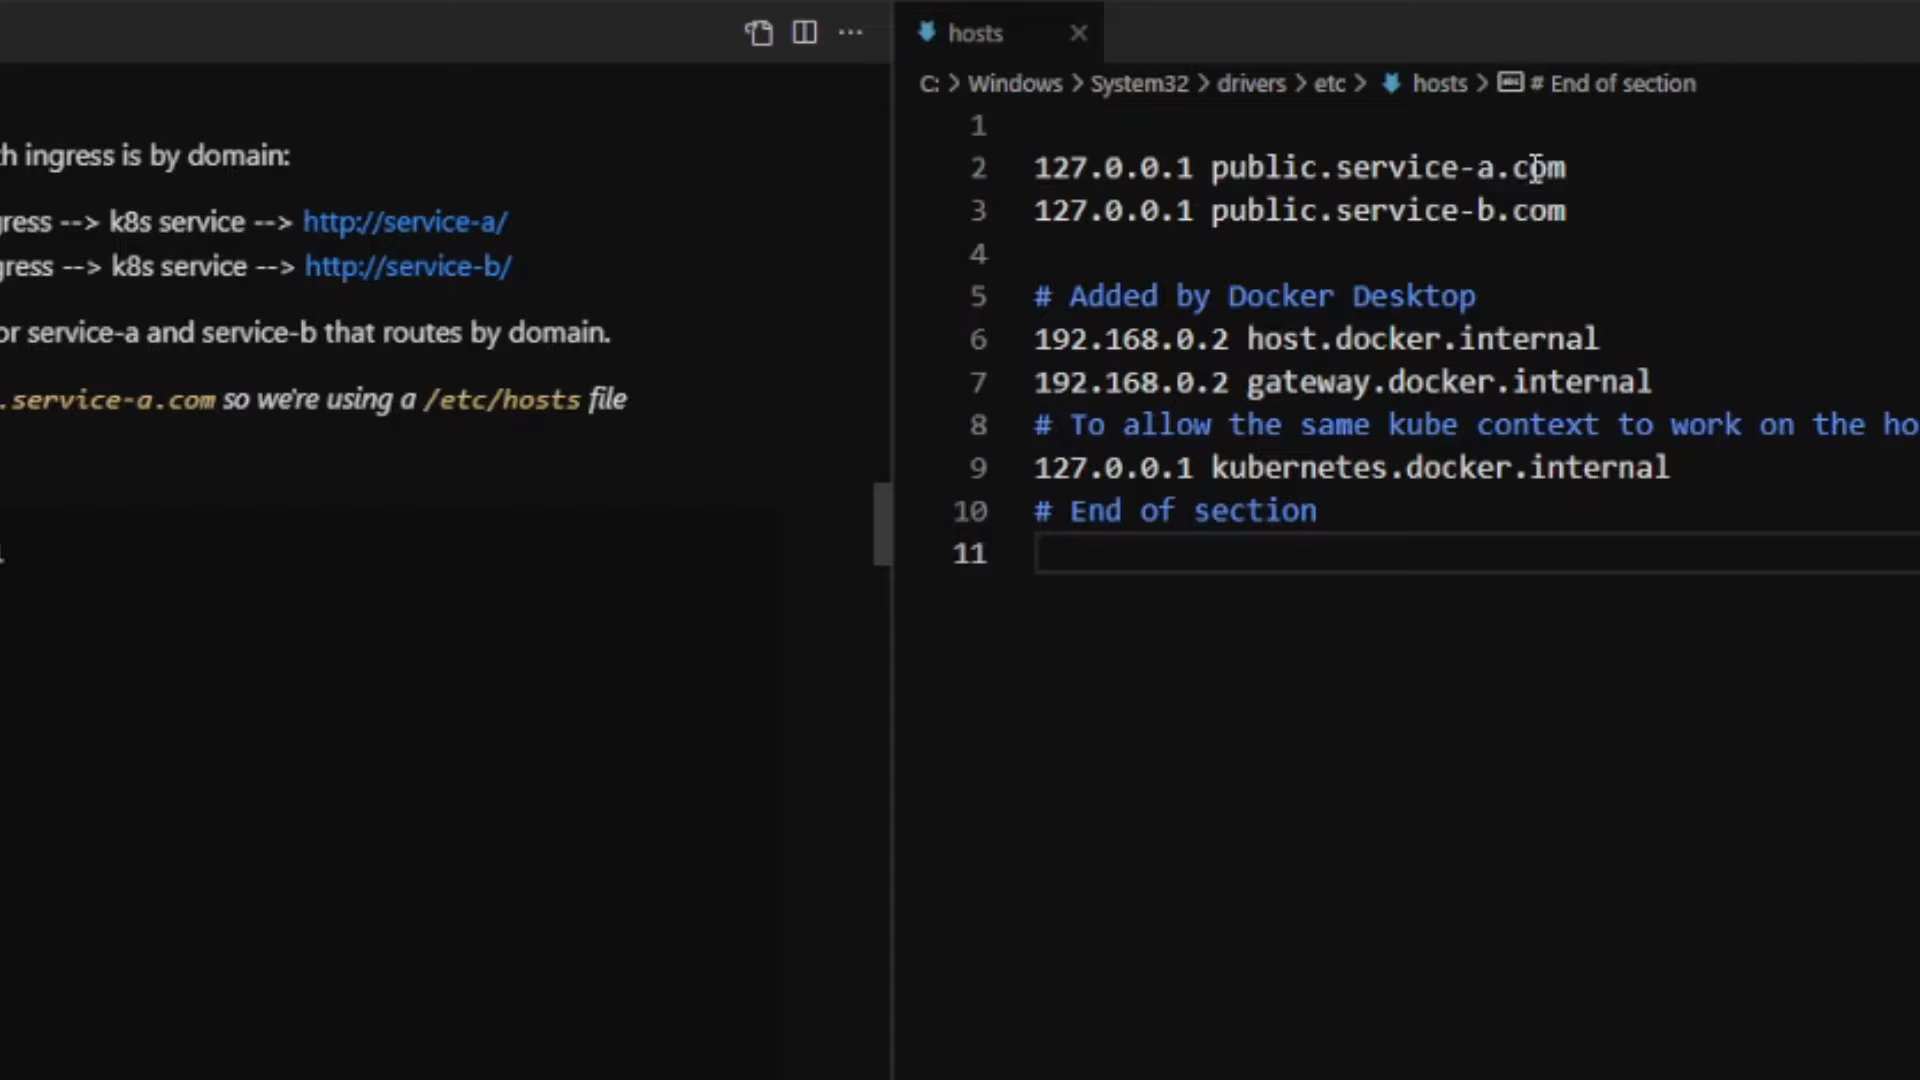 hosts
C: > Windows > System32 > drivers > etc > hosts > # End of section
h ingress is by domain:
gress --> k8s service --> http://service-a/
gress --> k8s service --> http://service-b/
or service-a and service-b that routes by domain.
.service-a.com so we're using a /etc/hosts file
1
2 127.0.0.1 public.service-a.com
3 127.0.0.1 public.service-b.com
4
5 # Added by Docker Desktop
6 192.168.0.2 host.docker.internal
7 192.168.0.2 gateway.docker.internal
8 # To allow the same kube context to work on the ho
9 127.0.0.1 kubernetes.docker.internal
10 # End of section
11